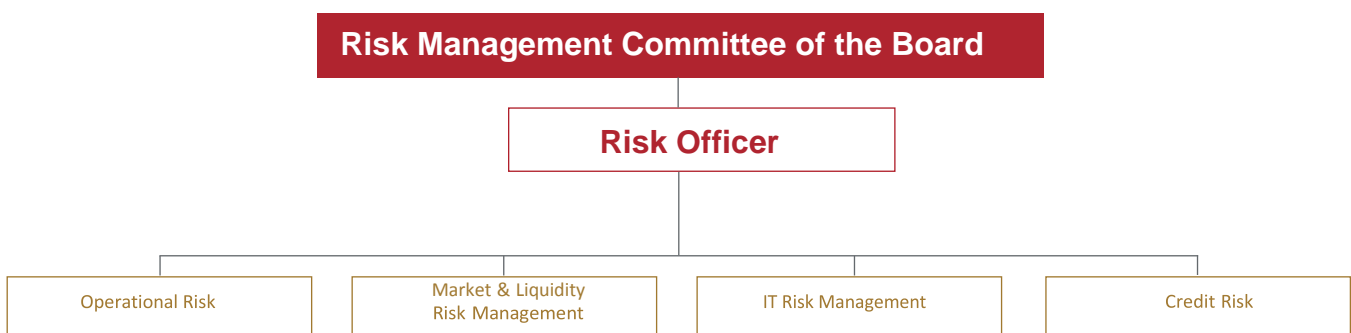 Risk Management Committee of the Board
Risk Officer
Operational Risk
Market & Liquidity
Risk Management
IT Risk Management
Credit Risk